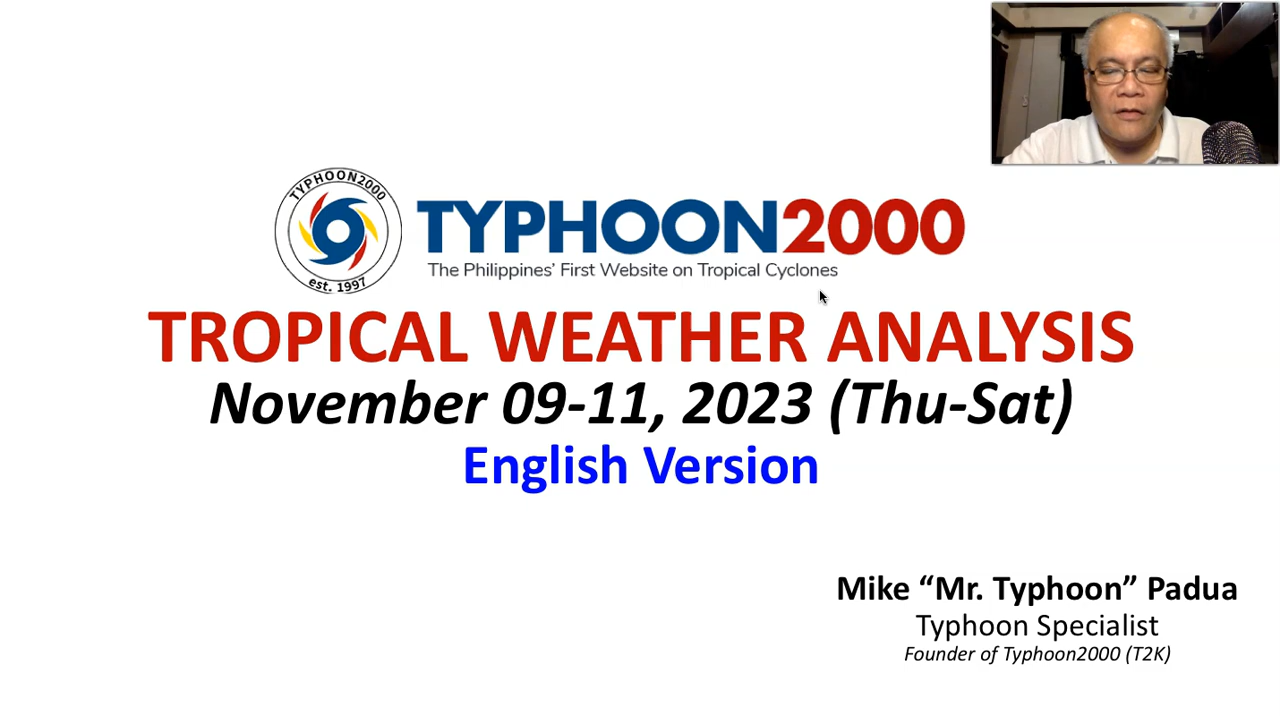 TYPHOON2000
est. 1997
TYPHOON2000
The Philippines' First Website on Tropical Cyclones
TROPICAL WEATHER ANALYSIS
November 09-11, 2023 (Thu-Sat)
English Version
Mike “Mr. Typhoon” Padua
Typhoon Specialist
Founder of Typhoon2000 (T2K)